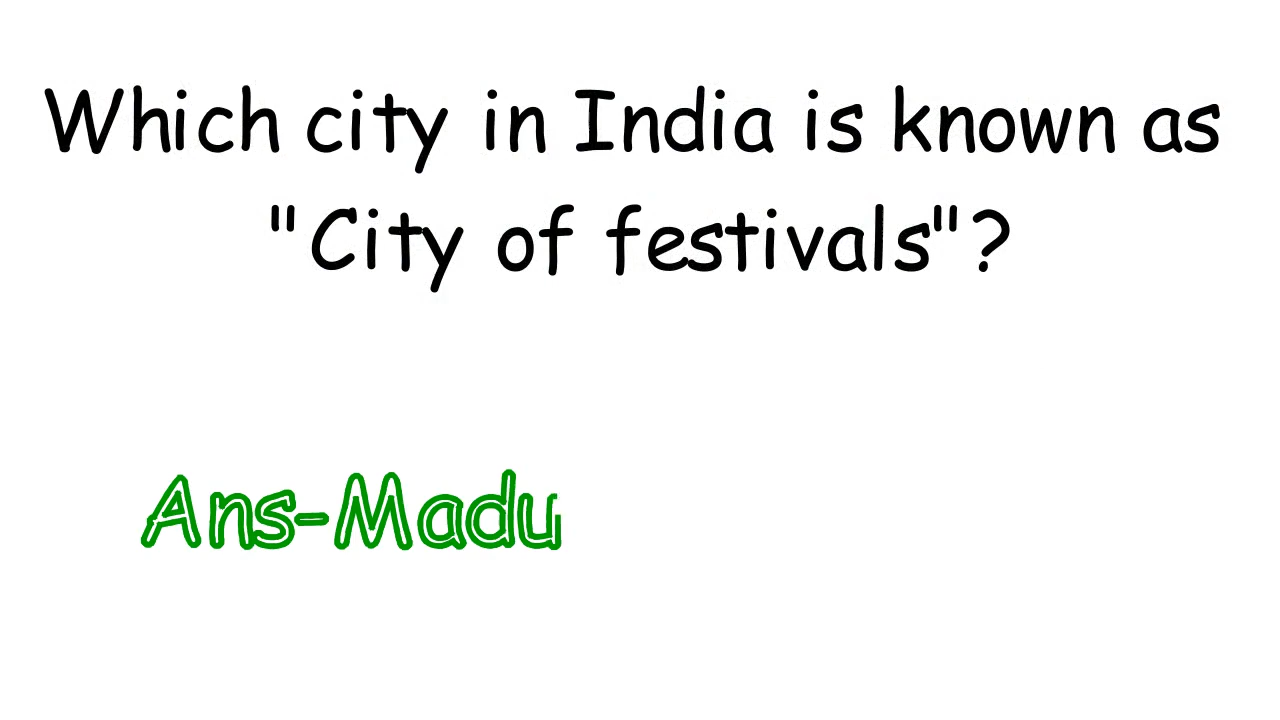 Which city in India is known as
"City of festivals"?
Ans-Madu